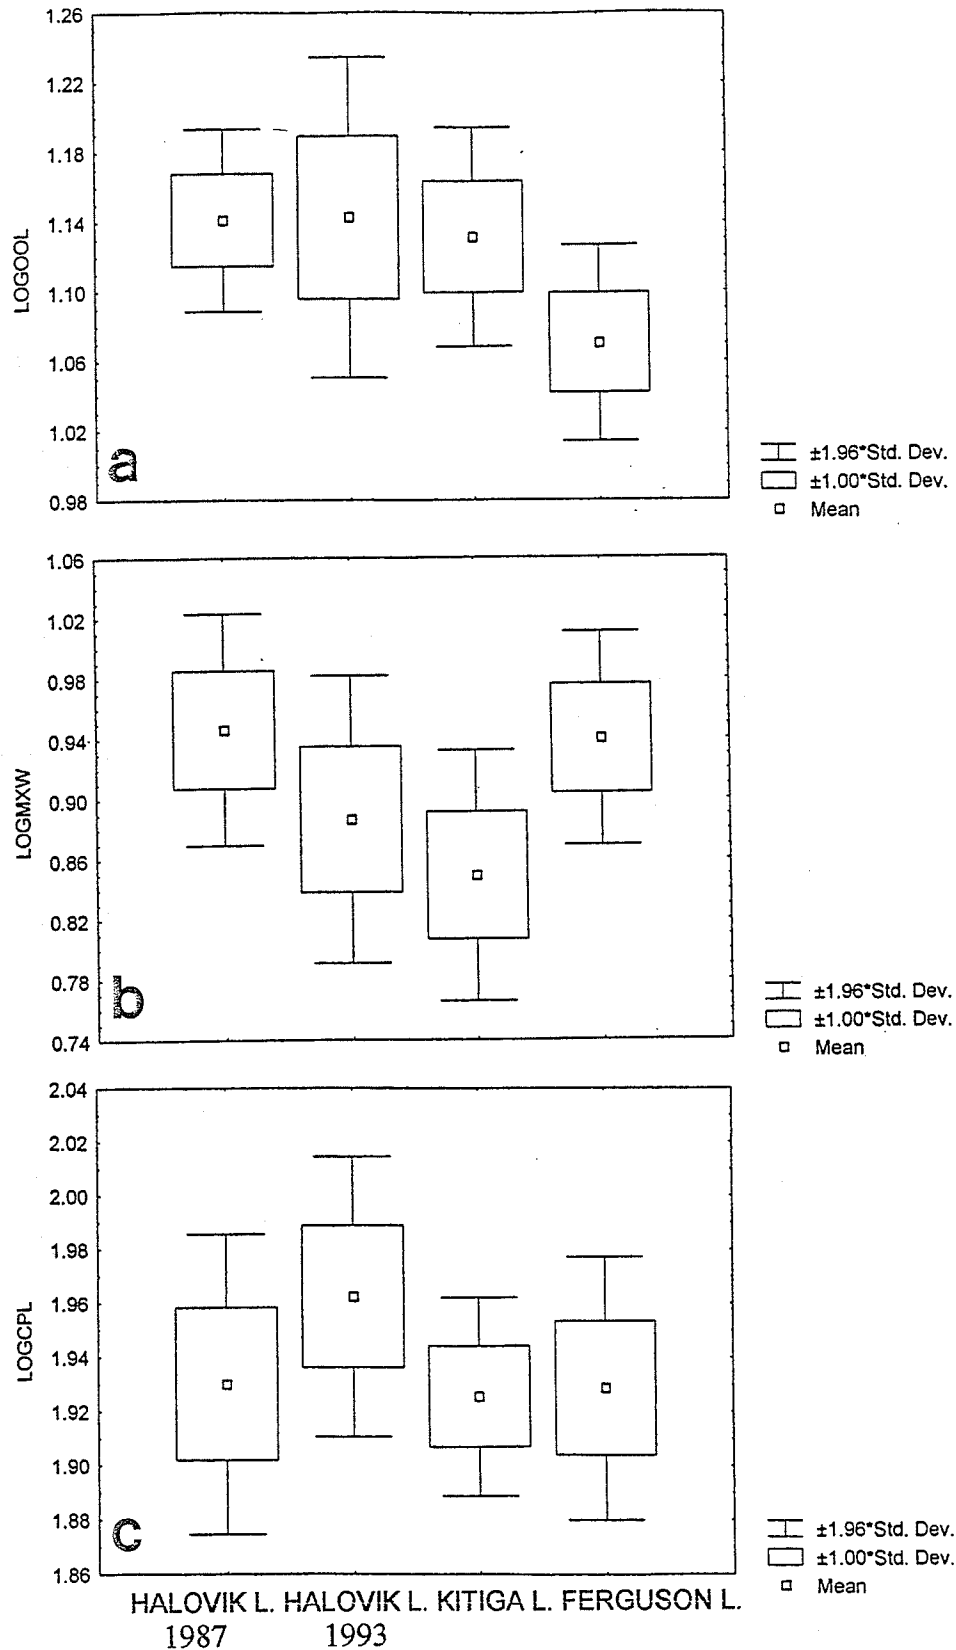 1.26
1.22
1.18
1.14
1.10
1.06
1.02
0.98
LOGOOL
a
±1.96*Std. Dev.
±1.00*Std. Dev.
Mean
1.06
1.02
0.98
0.94
0.90
0.86
0.82
0.78
0.74
LOGMXW
b
±1.96*Std. Dev.
±1.00*Std. Dev.
Mean
2.04
2.02
2.00
1.98
1.96
1.94
1.92
1.90
1.88
1.86
LOGCPL
c
±1.96*Std. Dev.
±1.00*Std. Dev.
Mean
HALOVIK L. HALOVIK L. KITIGA L. FERGUSON L.
1987 1993